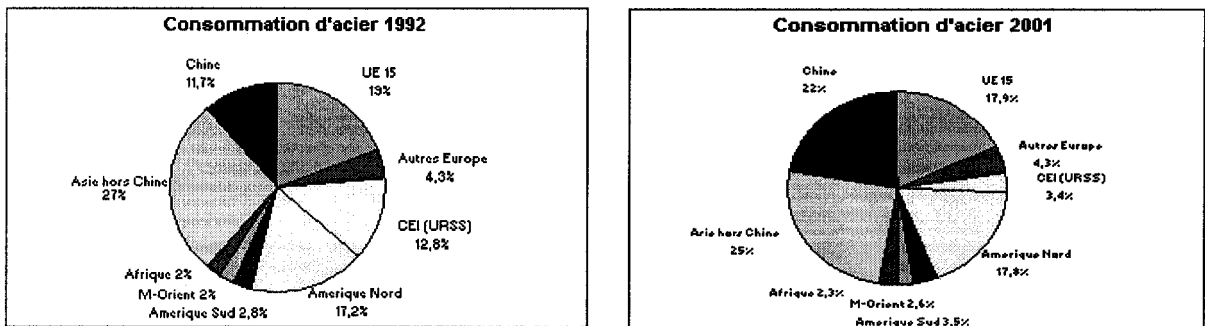 Consommation d'acier 1992
Chine
11,7%
UE 15
19%
Autres Europe
4,3%
CEI (URSS)
12,8%
Amerique Nord
17,2%
Amerique Sud 2,8%
M-Orient 2%
Afrique 2%
Asie hors Chine
27%
Consommation d'acier 2001
Chine
22%
UE 15
17,9%
Autres Europe
4,3%
CEI (URSS)
3,4%
Amerique Nord
17,8%
Amerique Sud 3,5%
M-Orient 2,6%
Afrique 2,3%
Asie hors Chine
25%